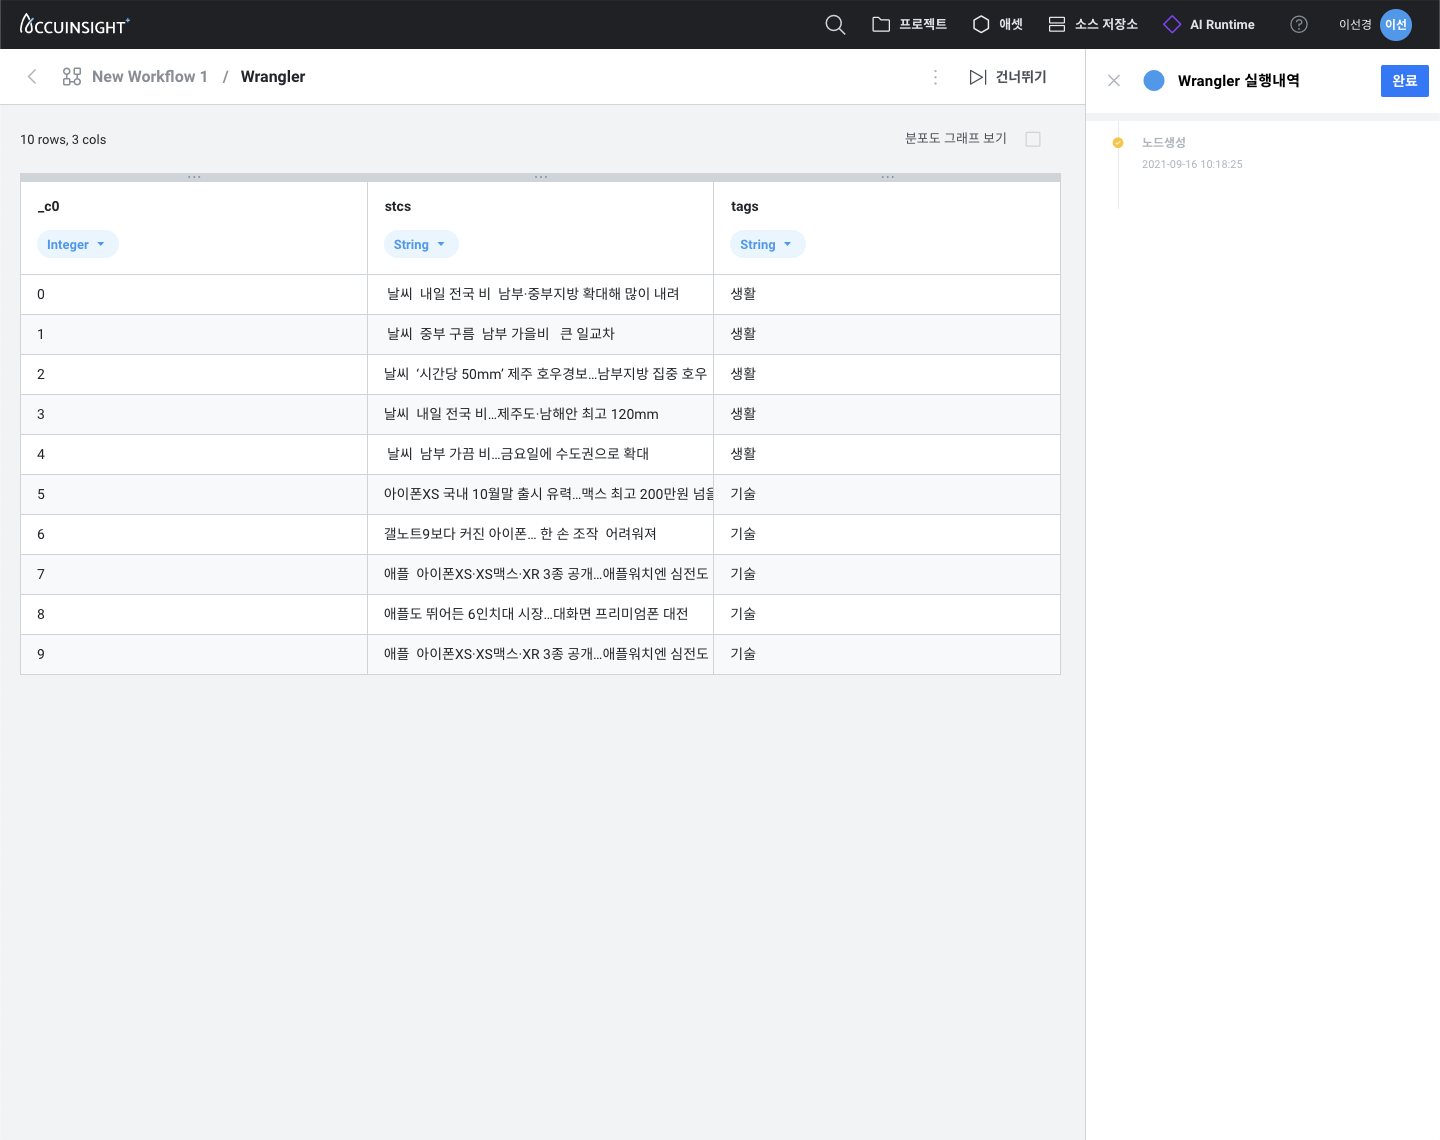 ACCUINSIGHT+
프로젝트 애셋 소스 저장소 AI Runtime ? 이선경 이선
New Workflow 1 / Wrangler 건너뛰기
Wrangler 실행내역 완료
10 rows, 3 cols 분포도 그래프 보기
노드생성
2021-09-16 10:18:25
_c0 stcs tags
Integer String String
0 날씨 내일 전국 비 남부·중부지방 확대해 많이 내려 생활
1 날씨 중부 구름 남부 가을비 큰 일교차 생활
2 날씨 ‘시간당 50mm’ 제주 호우경보…남부지방 집중 호우 생활
3 날씨 내일 전국 비…제주도·남해안 최고 120mm 생활
4 날씨 남부 가끔 비…금요일에 수도권으로 확대 생활
5 아이폰XS 국내 10월말 출시 유력…맥스 최고 200만원 넘을 기술
6 갤노트9보다 커진 아이폰… 한 손 조작 어려워져 기술
7 애플 아이폰XS·XS맥스·XR 3종 공개…애플워치엔 심전도 기술
8 애플도 뛰어든 6인치대 시장…대화면 프리미엄폰 대전 기술
9 애플 아이폰XS·XS맥스·XR 3종 공개…애플워치엔 심전도 기술